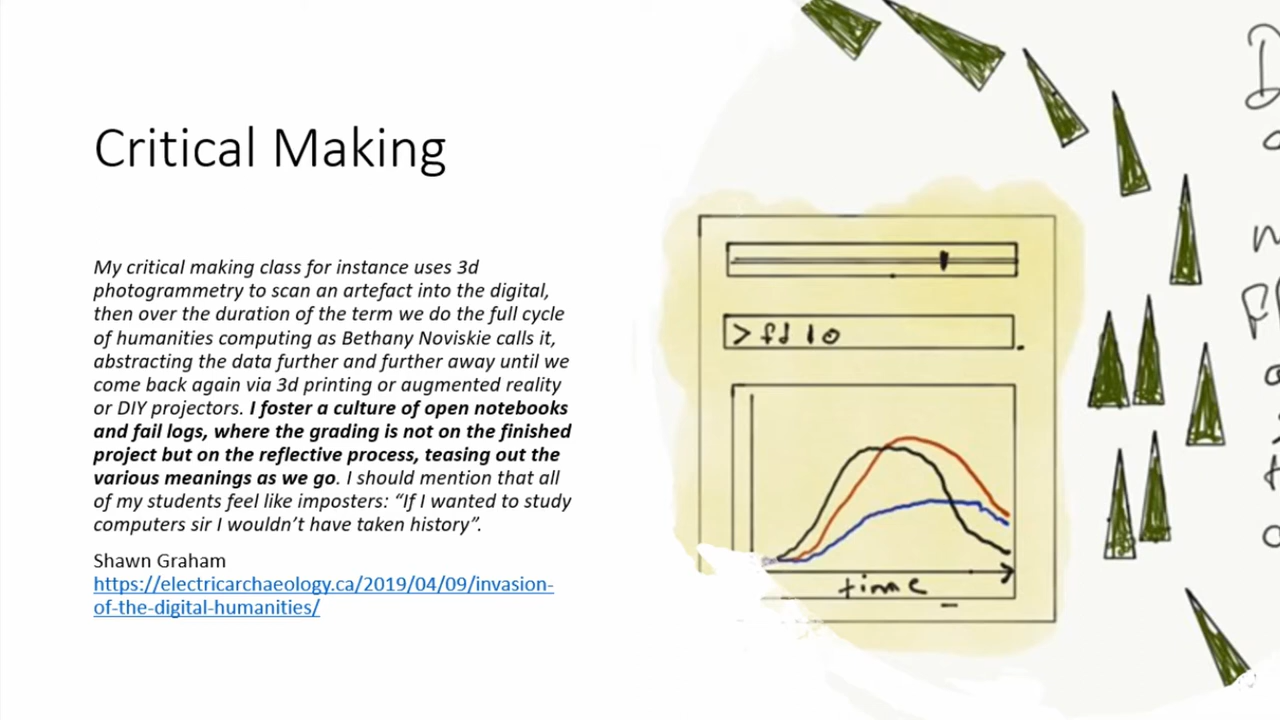 Critical Making
My critical making class for instance uses 3d
photogrammetry to scan an artefact into the digital,
then over the duration of the term we do the full cycle
of humanities computing as Bethany Noviskie calls it,
abstracting the data further and further away until we
come back again via 3d printing or augmented reality
or DIY projectors. I foster a culture of open notebooks
and fail logs, where the grading is not on the finished
project but on the reflective process, teasing out the
various meanings as we go. I should mention that all
of my students feel like imposters: “If I wanted to study
computers sir I wouldn’t have taken history”.
Shawn Graham
https://electricarchaeology.ca/2019/04/09/invasion-
of-the-digital-humanities/
> fd 10
time